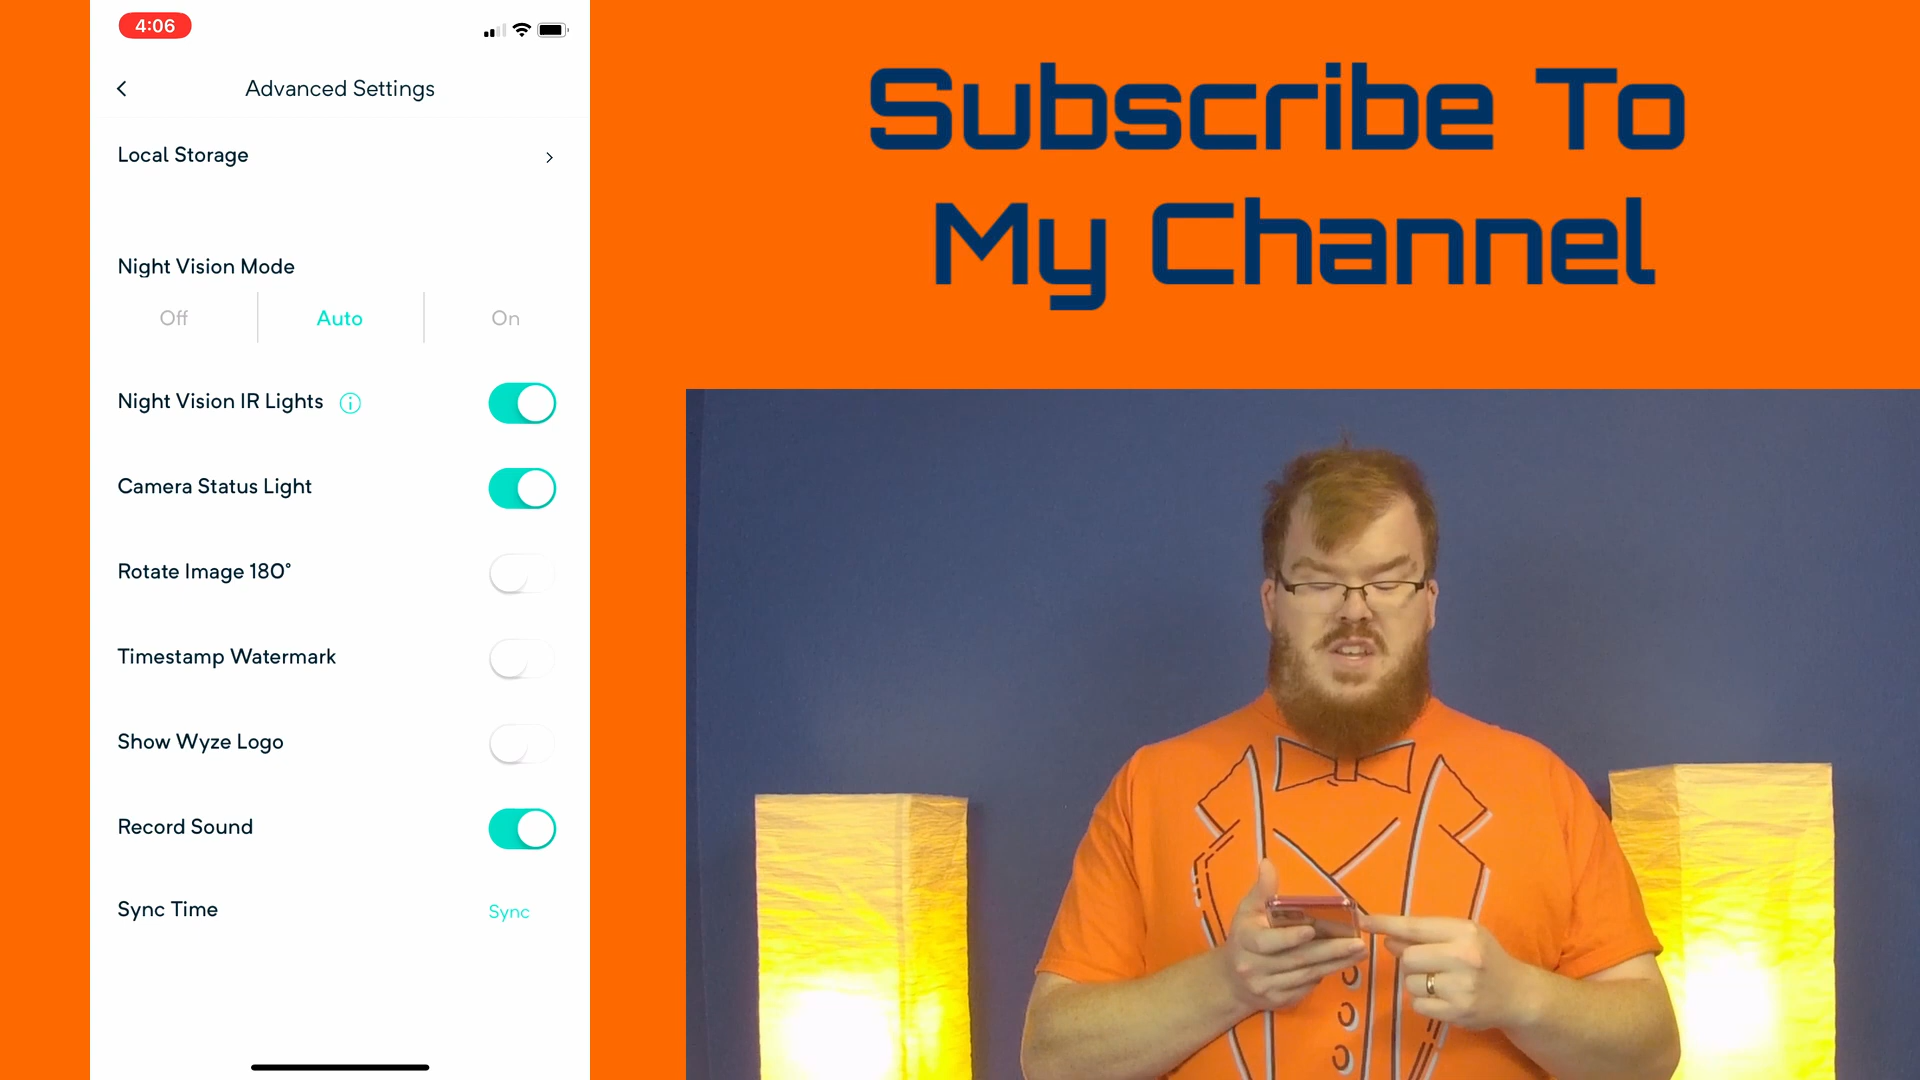 4:06
Advanced Settings
Local Storage
Night Vision Mode
Off Auto On
Night Vision IR Lights
Camera Status Light
Rotate Image 180°
Timestamp Watermark
Show Wyze Logo
Record Sound
Sync Time Sync
Subscribe To
My Channel